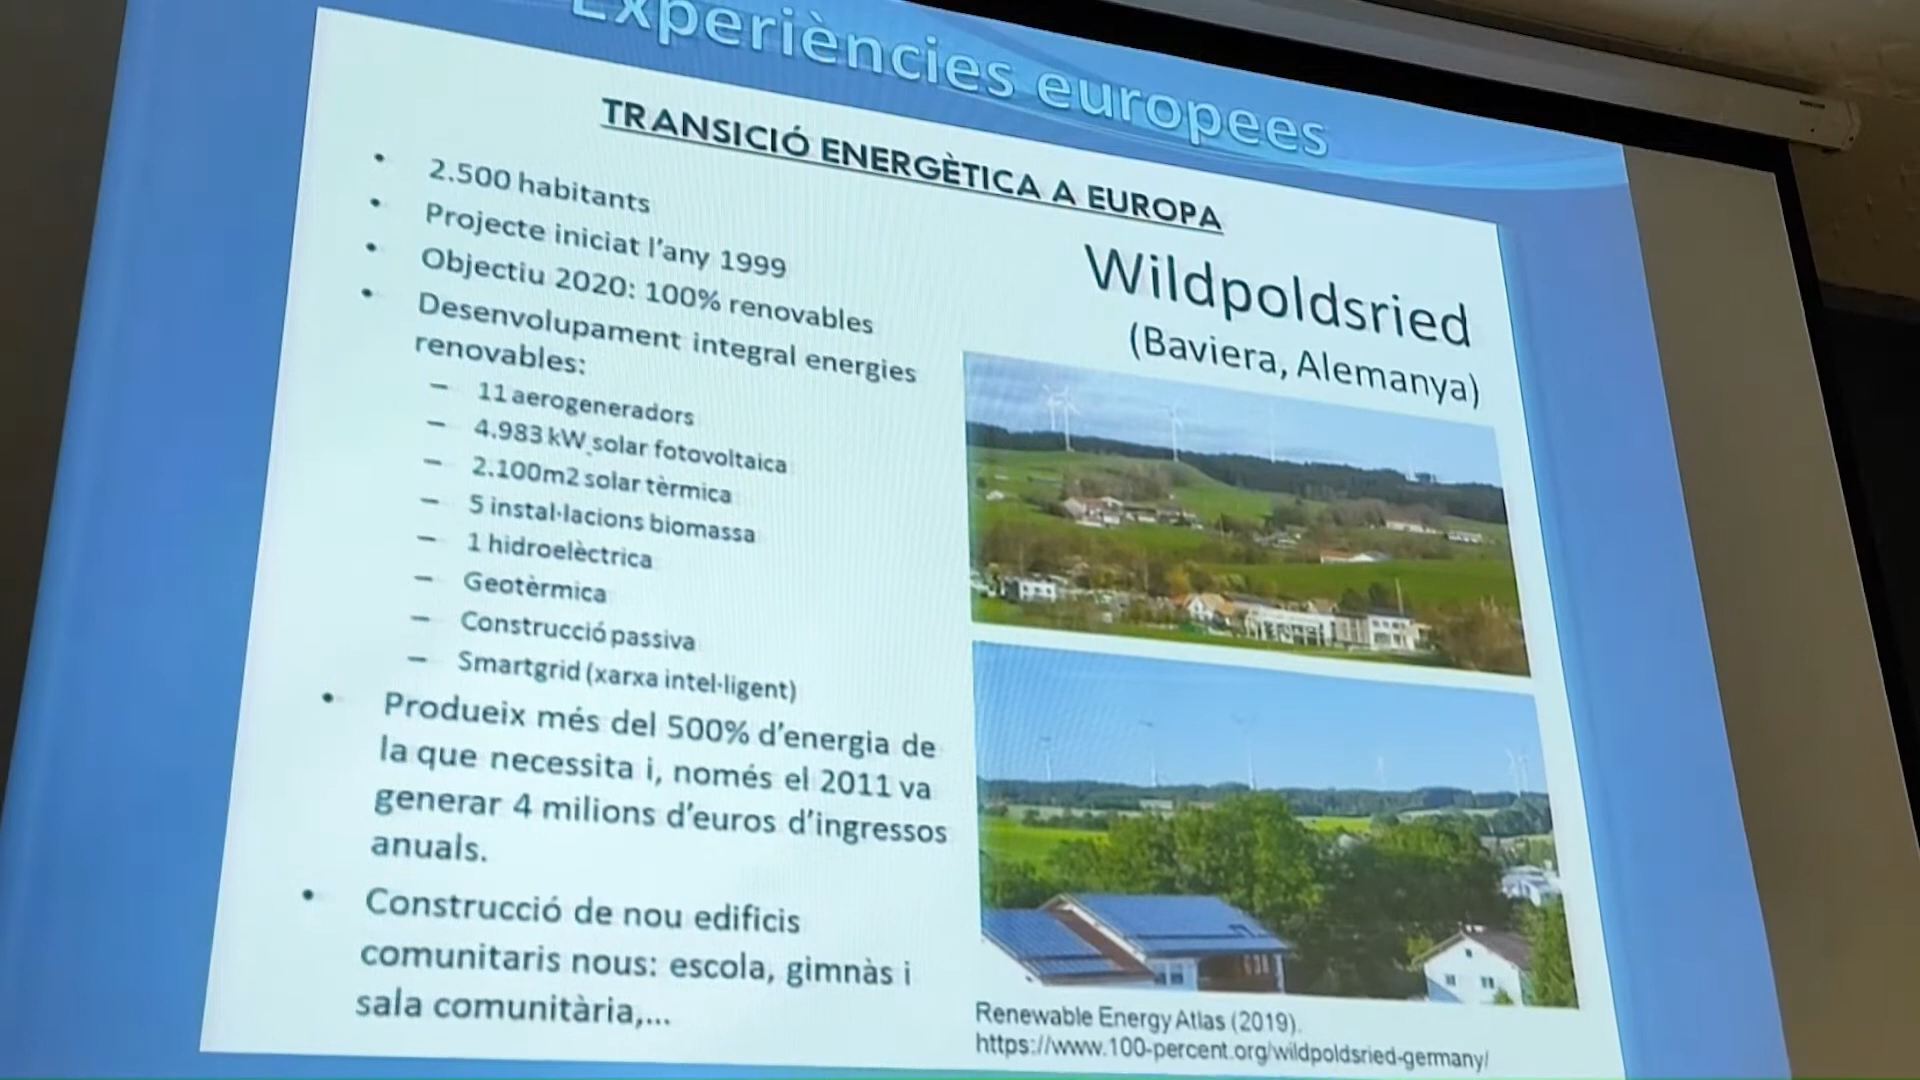 Experiències europees
TRANSICIÓ ENERGÈTICA A EUROPA
• 2.500 habitants
• Projecte iniciat l'any 1999
• Objectiu 2020: 100% renovables
• Desenvolupament integral energies
renovables:
– 11 aerogeneradors
– 4.983 kW solar fotovoltaica
– 2.100m2 solar tèrmica
– 5 instal·lacions biomassa
– 1 hidroelèctrica
– Geotèrmica
– Construcció passiva
– Smartgrid (xarxa intel·ligent)
• Produeix més del 500% d'energia de
la que necessita i, només el 2011 va
generar 4 milions d'euros d'ingressos
anuals.
• Construcció de nou edificis
comunitaris nous: escola, gimnàs i
sala comunitària,...
Wildpoldsried
(Baviera, Alemanya)
Renewable Energy Atlas (2019).
https://www.100-percent.org/wildpoldsried-germany/